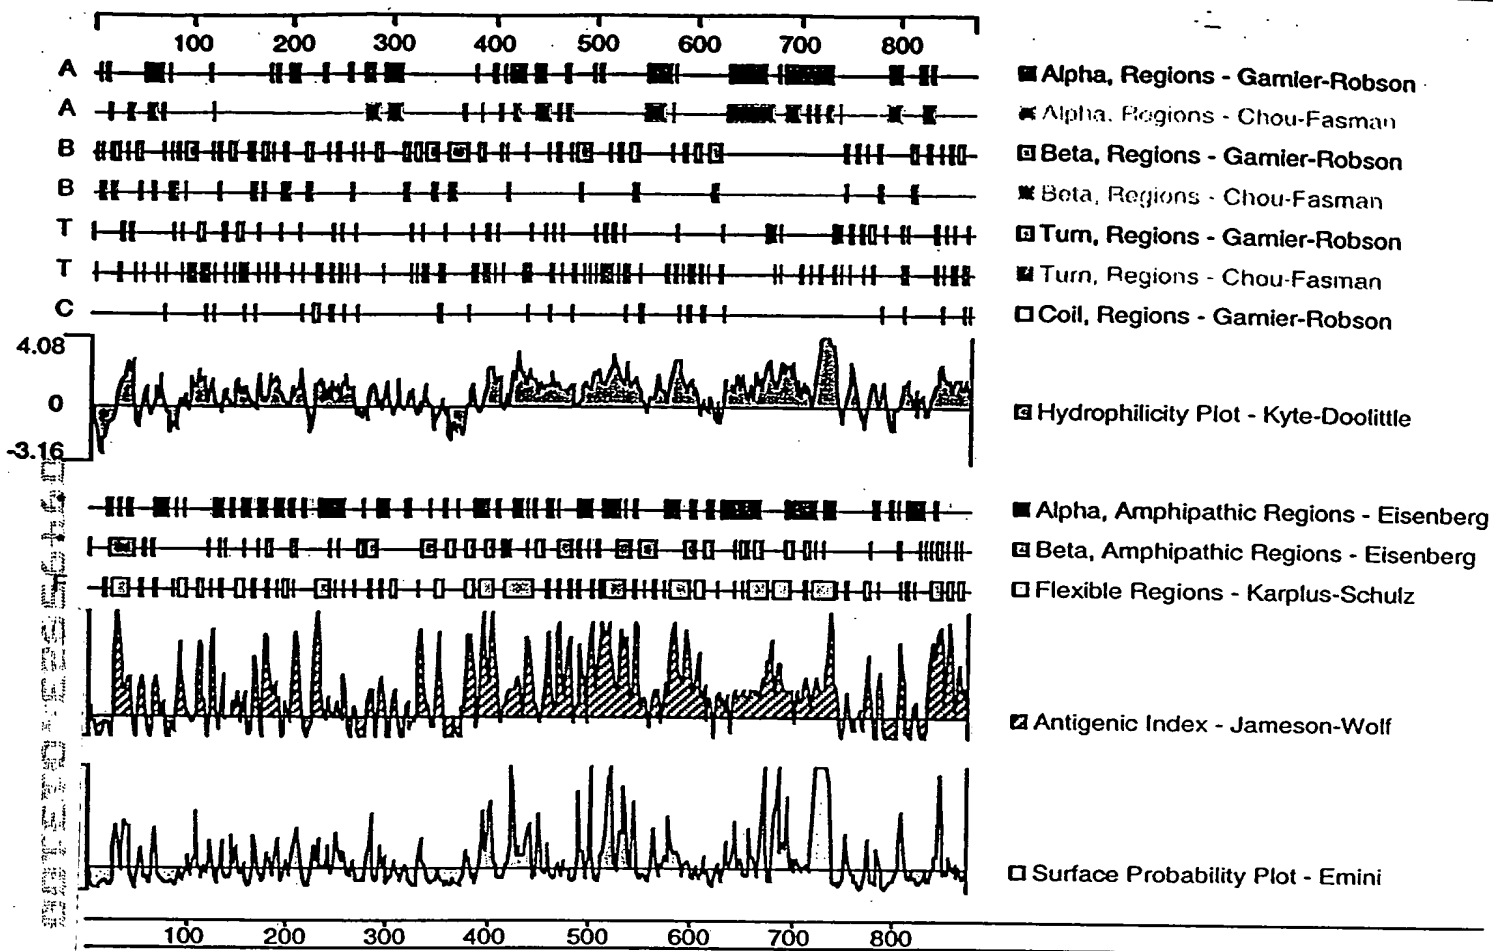 0 100 200 300 400 500 600 700 800
A Alpha, Regions - Garnier-Robson
A Alpha, Regions - Chou-Fasman
B Beta, Regions - Garnier-Robson
B Beta, Regions - Chou-Fasman
T Turn, Regions - Garnier-Robson
T Turn, Regions - Chou-Fasman
C Coil, Regions - Garnier-Robson
4.08
0
Hydrophilicity Plot - Kyte-Doolittle
-3.16
Alpha, Amphipathic Regions - Eisenberg
Beta, Amphipathic Regions - Eisenberg
F Flexible Regions - Karplus-Schulz
Antigenic Index - Jameson-Wolf
Surface Probability Plot - Emini
100 200 300 400 500 600 700 800